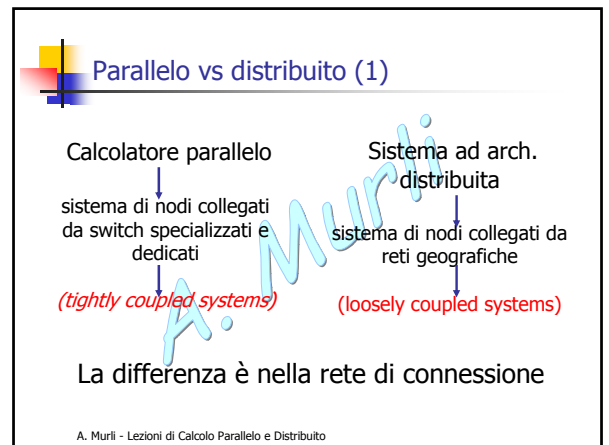 Parallelo vs distribuito (1)
Calcolatore parallelo
sistema di nodi collegati
da switch specializzati e
dedicati
(tightly coupled systems)
Sistema ad arch.
distribuita
sistema di nodi collegati da
reti geografiche
(loosely coupled systems)
A. Murli
La differenza è nella rete di connessione
A. Murli - Lezioni di Calcolo Parallelo e Distribuito